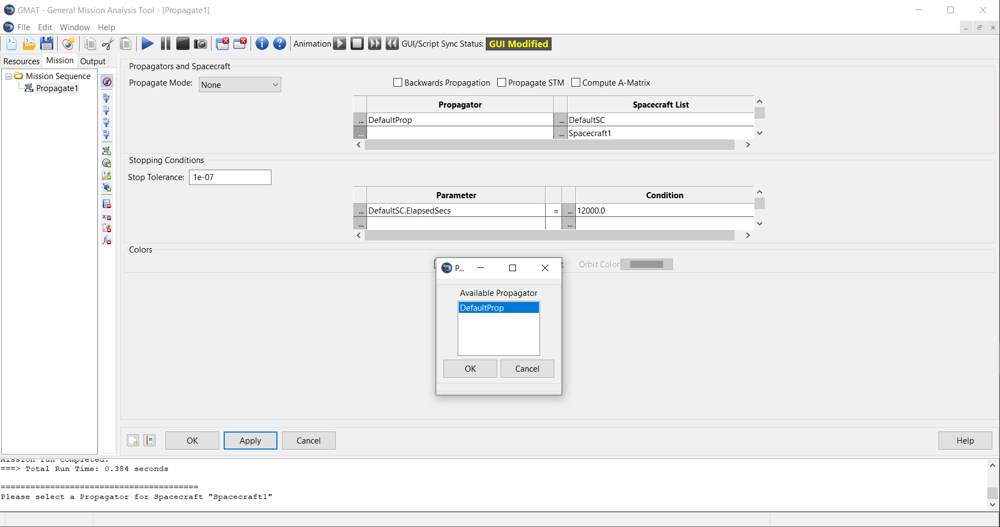 GMAT - General Mission Analysis Tool - [Propagate1]
File Edit Window Help
Animation GUI/Script Sync Status: GUI Modified
Resources Mission Output
Mission Sequence
Propagate1
Propagators and Spacecraft
Propagate Mode: None
Backwards Propagation Propagate STM Compute A-Matrix
Propagator Spacecraft List
... DefaultProp ... DefaultSC
... ... Spacecraft1
Stopping Conditions
Stop Tolerance: 1e-07
Parameter Condition
... DefaultSC.ElapsedSecs = ... 12000.0
... ...
Colors
Orbit Color
P...
Available Propagator
DefaultProp
OK Cancel
OK Apply Cancel Help
Mission run completed.
===> Total Run Time: 0.384 seconds
========================================
Please select a Propagator for Spacecraft "Spacecraft1"